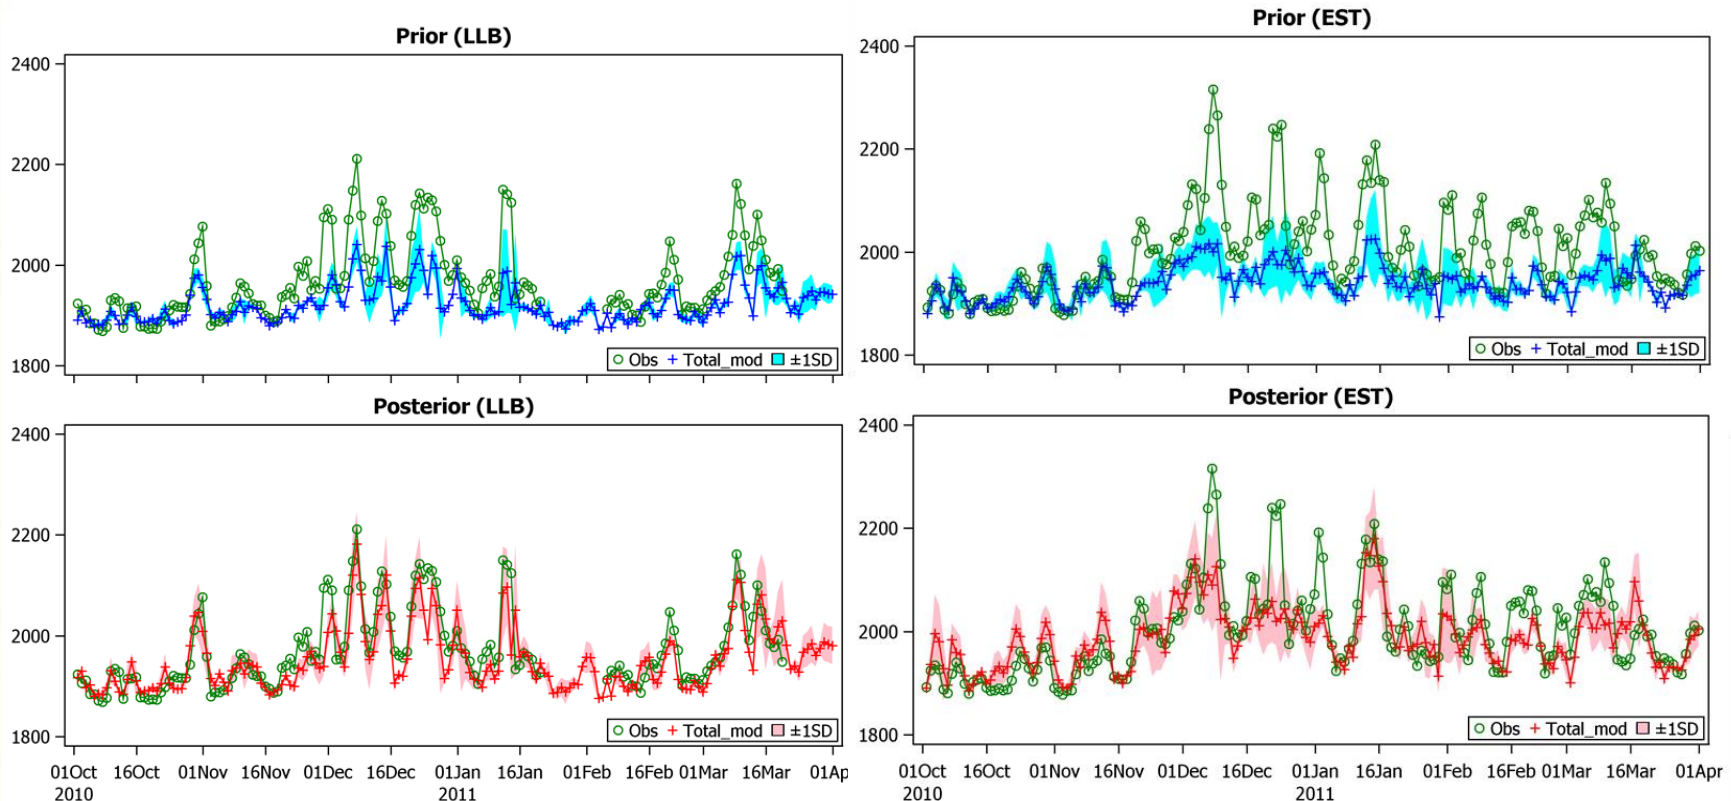 Prior (LLB)
2400
2200
2000
1800
Obs Total_mod ±1SD
Prior (EST)
2400
2200
2000
1800
Obs Total_mod ±1SD
Posterior (LLB)
2400
2200
2000
1800
Obs Total_mod ±1SD
01Oct 16Oct 01Nov 16Nov 01Dec 16Dec 01Jan 16Jan 01Feb 16Feb 01Mar 16Mar 01Ap
2010 2011
Posterior (EST)
2400
2200
2000
1800
Obs Total_mod ±1SD
01Oct 16Oct 01Nov 16Nov 01Dec 16Dec 01Jan 16Jan 01Feb 16Feb 01Mar 16Mar 01Apr
2010 2011